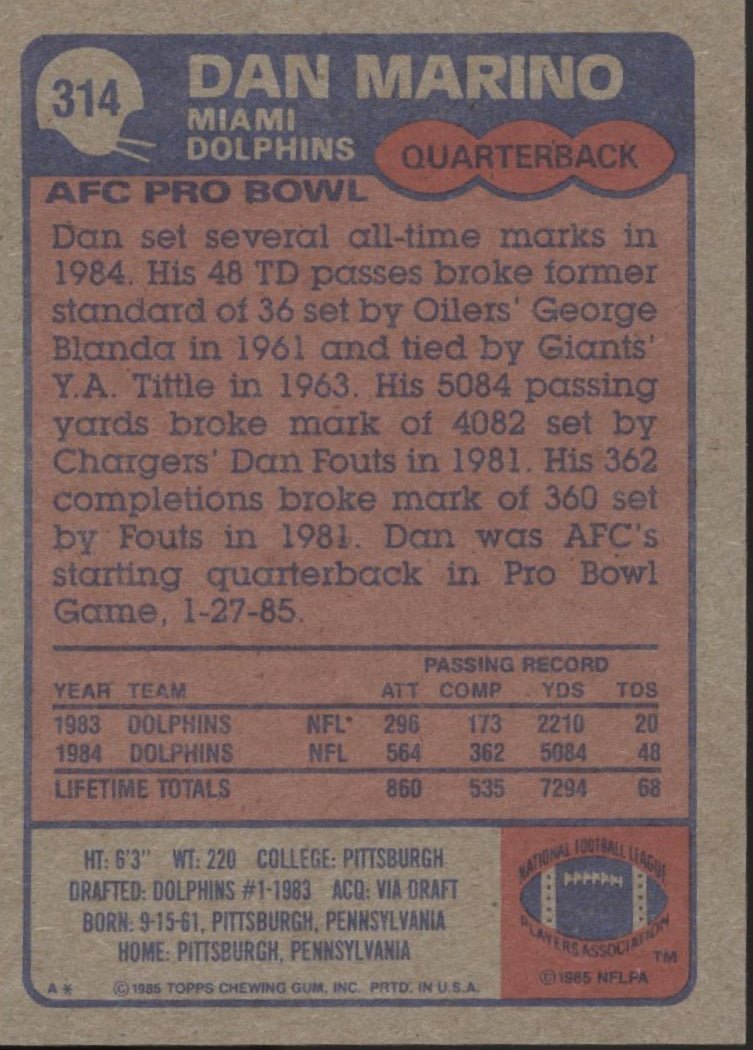 314
DAN MARINO
MIAMI
DOLPHINS
QUARTERBACK
AFC PRO BOWL
Dan set several all-time marks in
1984. His 48 TD passes broke former
standard of 36 set by Oilers' George
Blanda in 1961 and tied by Giants'
Y.A. Tittle in 1963. His 5084 passing
yards broke mark of 4082 set by
Chargers' Dan Fouts in 1981. His 362
completions broke mark of 360 set
by Fouts in 1981. Dan was AFC's
starting quarterback in Pro Bowl
Game, 1-27-85.
PASSING RECORD
YEAR TEAM ATT COMP YDS TDS
1983 DOLPHINS NFL* 296 173 2210 20
1984 DOLPHINS NFL 564 362 5084 48
LIFETIME TOTALS 860 535 7294 68
HT: 6'3" WT: 220 COLLEGE: PITTSBURGH
DRAFTED: DOLPHINS #1-1983 ACQ: VIA DRAFT
BORN: 9-15-61, PITTSBURGH, PENNSYLVANIA
HOME: PITTSBURGH, PENNSYLVANIA
A* ©1985 TOPPS CHEWING GUM, INC. PRTD. IN U.S.A.
NATIONAL FOOTBALL LEAGUE
PLAYERS ASSOCIATION
TM
©1985 NFLPA